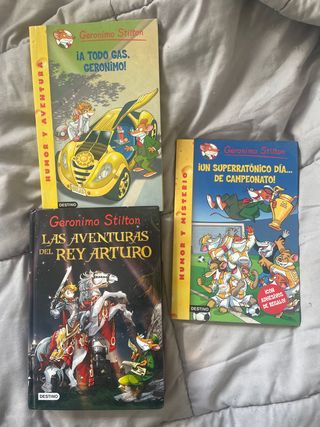 Geronimo Stilton
¡A TODO GAS,
GERONIMO!
HUMOR Y AVENTURA
DESTINO
Geronimo Stilton
¡UN SUPERRATÓNICO DÍA...
DE CAMPEONATO!
HUMOR Y MISTERIO
¡CON
ADHESIVOS
DE REGALO!
DESTINO
Geronimo Stilton
LAS AVENTURAS
DEL REY ARTURO
DESTINO